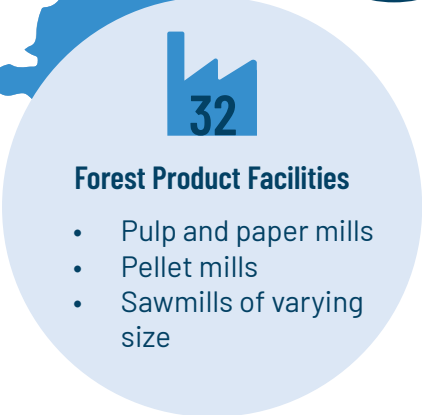 32
Forest Product Facilities
• Pulp and paper mills
• Pellet mills
• Sawmills of varying
size